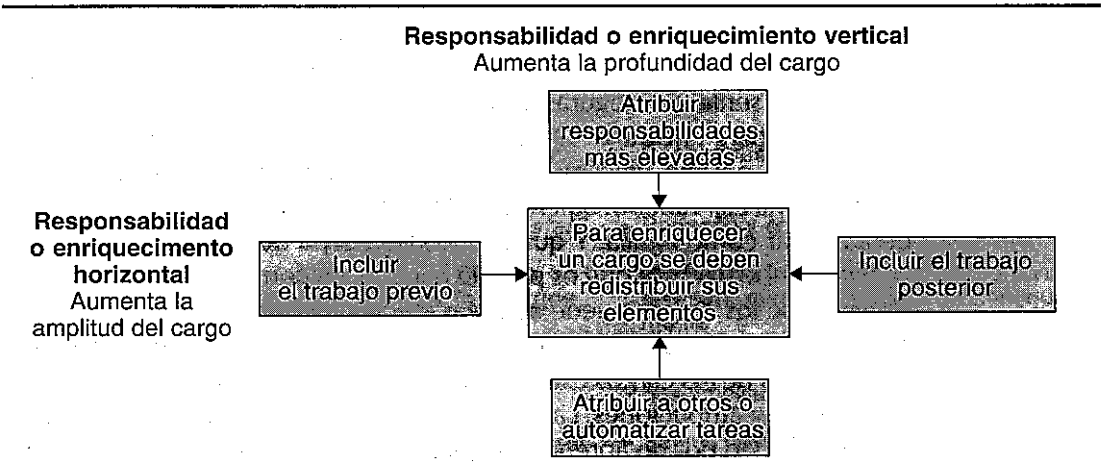 Responsabilidad o enriquecimiento vertical
Aumenta la profundidad del cargo
Atribuir
responsabilidades
más elevadas
Responsabilidad
o enriquecimento
horizontal
Aumenta la
amplitud del cargo
Incluir
el trabajo previo
Para enriquecer
un cargo se deben
redistribuir sus
elementos
Incluir el trabajo
posterior
Atribuir a otros o
automatizar tareas